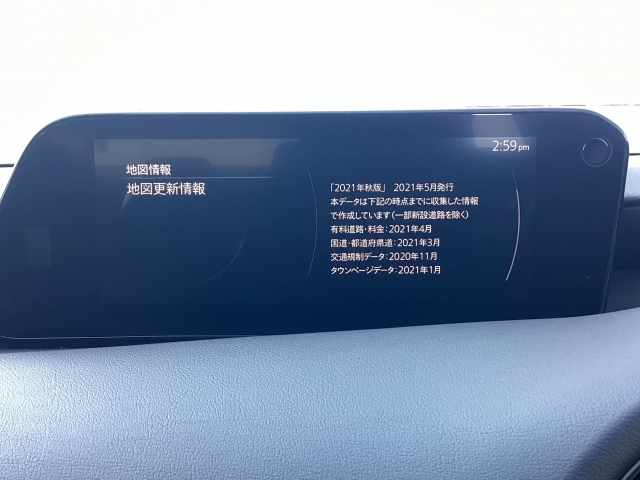 2:59pm
地図情報
地図更新情報
「2021年秋版」 2021年5月発行
本データは下記の時点までに収集した情報
で作成しています(一部新設道路を除く)
有料道路・料金:2021年4月
国道・都道府県道:2021年3月
交通規制データ:2020年11月
タウンページデータ:2021年1月